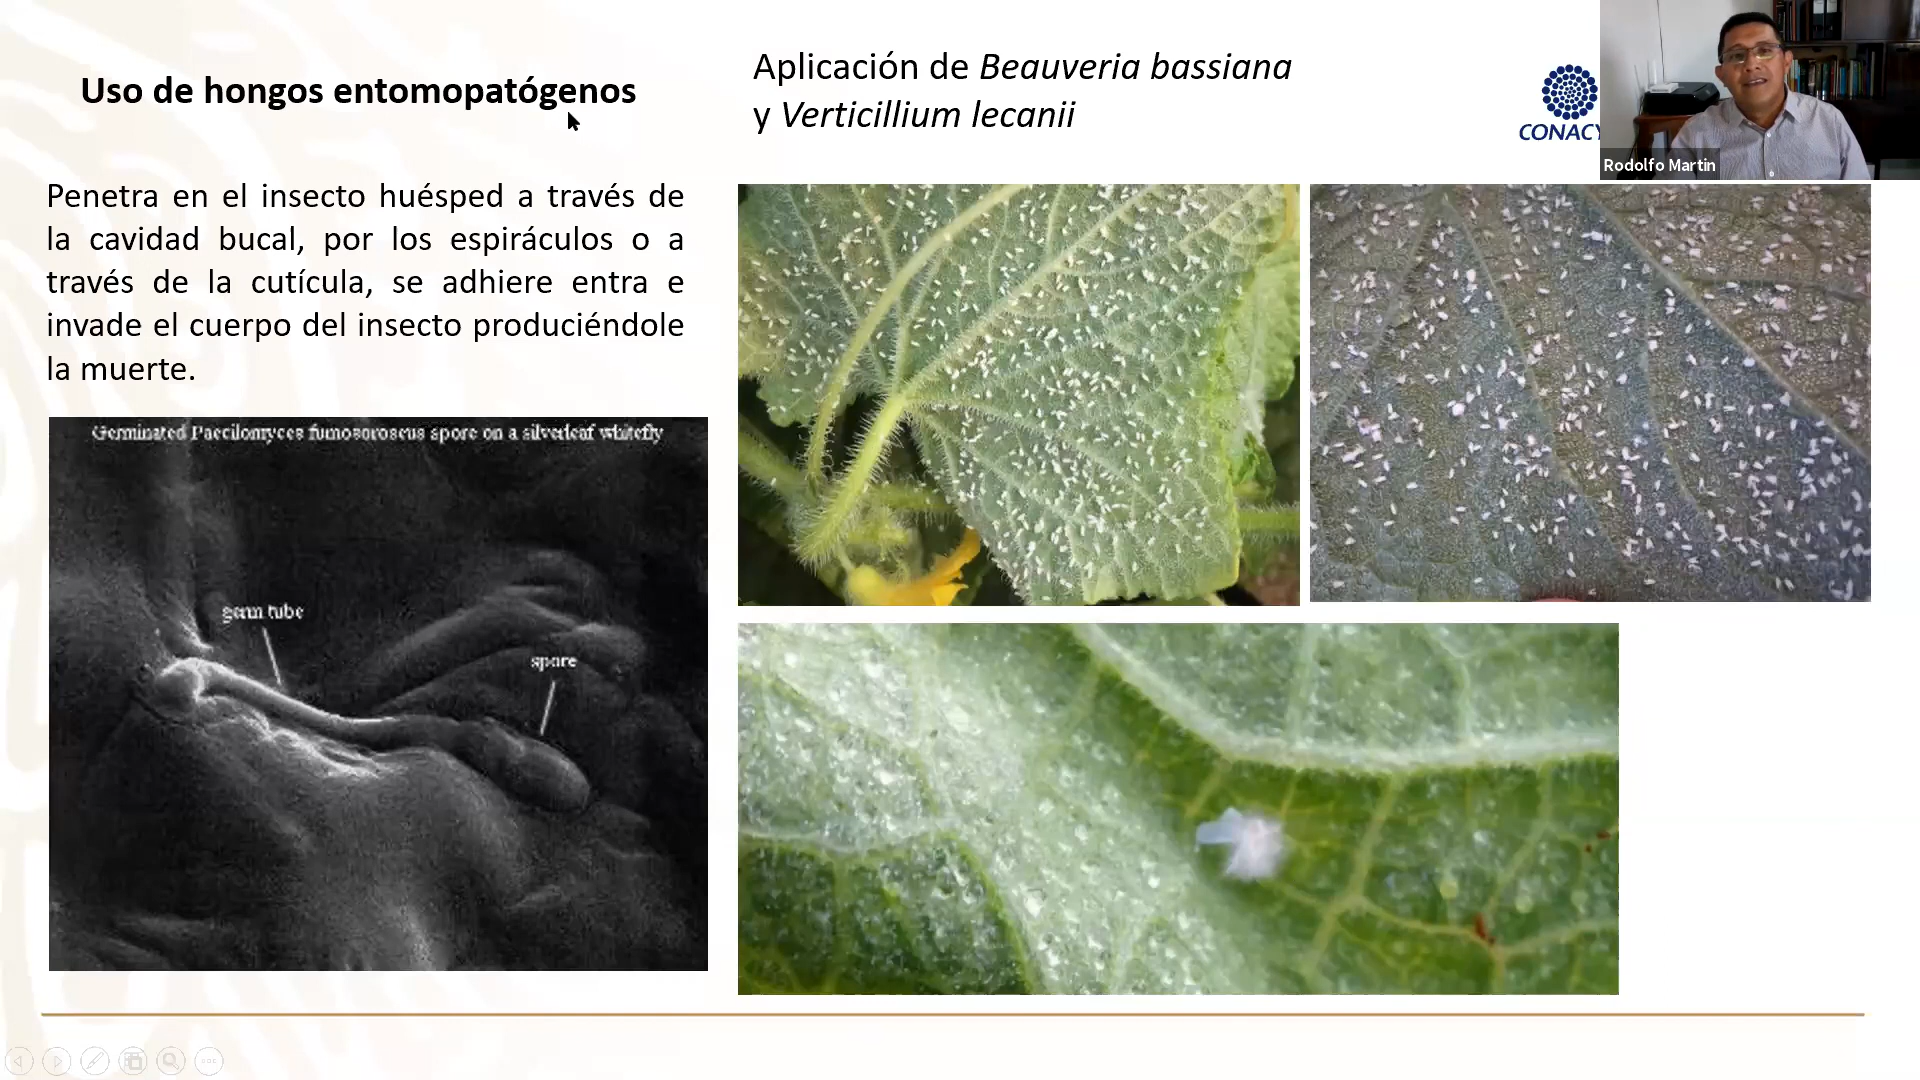 Uso de hongos entomopatógenos
Penetra en el insecto huésped a través de
la cavidad bucal, por los espiráculos o a
través de la cutícula, se adhiere entra e
invade el cuerpo del insecto produciéndole
la muerte.
Germinated Paecilomyces fumosoroseus spore on a silverleaf whitefly
germ tube
spore
Aplicación de Beauveria bassiana
y Verticillium lecanii
CONACY
Rodolfo Martin